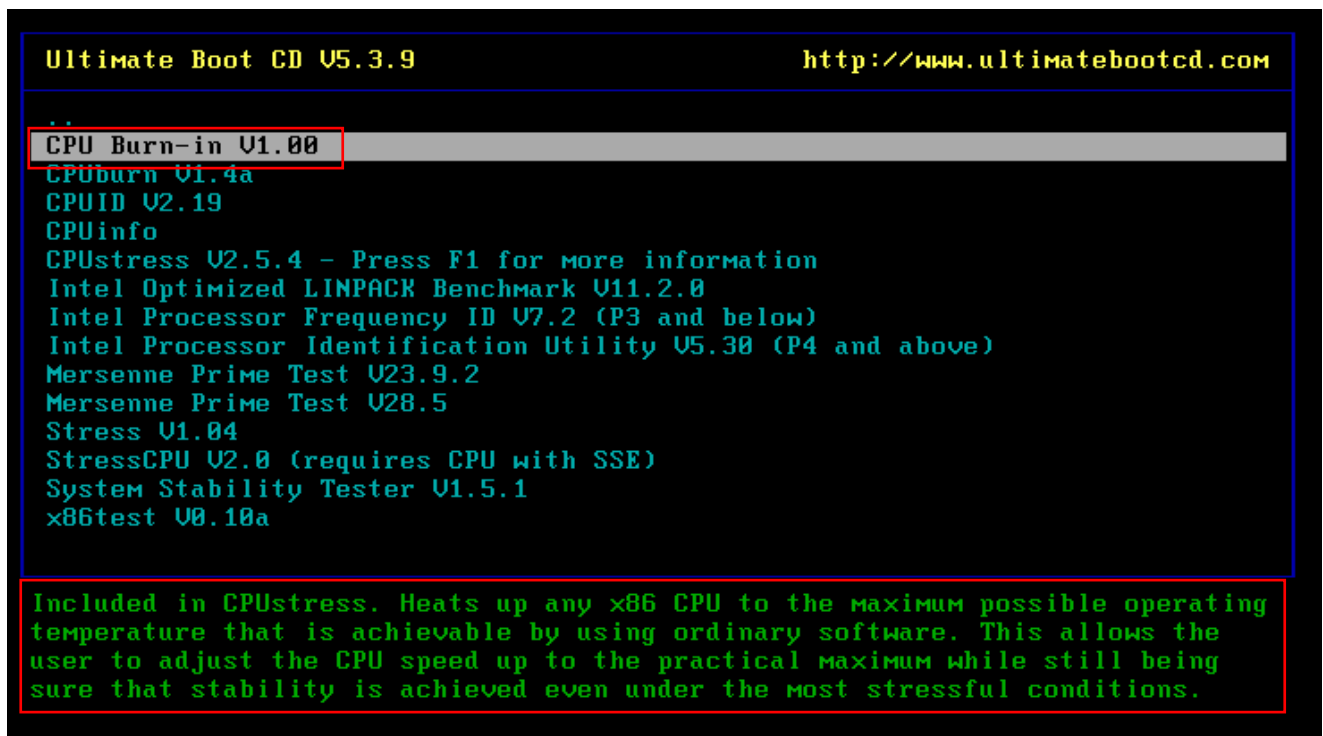 Ultimate Boot CD V5.3.9 http://www.ultimatebootcd.com
..
CPU Burn-in V1.00
CPUburn V1.4a
CPUID V2.19
CPUinfo
CPUstress V2.5.4 - Press F1 for more information
Intel Optimized LINPACK Benchmark V11.2.0
Intel Processor Frequency ID V7.2 (P3 and below)
Intel Processor Identification Utility V5.30 (P4 and above)
Mersenne Prime Test V23.9.2
Mersenne Prime Test V28.5
Stress V1.04
StressCPU V2.0 (requires CPU with SSE)
System Stability Tester V1.5.1
x86test V0.10a
Included in CPUstress. Heats up any x86 CPU to the maximum possible operating
temperature that is achievable by using ordinary software. This allows the
user to adjust the CPU speed up to the practical maximum while still being
sure that stability is achieved even under the most stressful conditions.